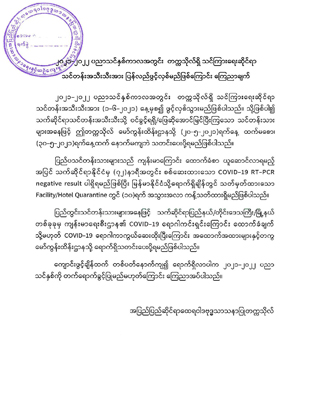 ၂၀၂၁-၂၀၂၂ ပညာသင်နှစ်ကာလအတွင်း တက္ကသိုလ်ရှိ သင်ကြားရေးဆိုင်ရာ
သင်တန်းအသီးသီးအား ပြန်လည်ဖွင့်လှစ်မည်ဖြစ်ကြောင်း ကြေညာချက်
၂၀၂၁-၂၀၂၂ ပညာသင်နှစ်ကာလအတွင်း တက္ကသိုလ်ရှိ သင်ကြားရေးဆိုင်ရာ
သင်တန်းအသီးသီးအား (၁-၆-၂၀၂၁) နေ့မှစ၍ ဖွင့်လှစ်သွားမည်ဖြစ်ပါသည်။ သို့ဖြစ်ပါ၍
သက်ဆိုင်ရာသင်တန်းအသီးသီးသို့ ဝင်ခွင့်ရရှိ/ဖြေဆိုအောင်မြင်ပြီးကြသော သင်တန်းသား
များအနေဖြင့် ဤတက္ကသိုလ် မော်ကွန်းထိန်းဌာနသို့ (၂၀-၅-၂၀၂၁)ရက်နေ့ ထက်မစော၊
(၃၀-၅-၂၀၂၁)ရက်နေ့ထက် နောက်မကျဘဲ သတင်းပေးပို့ရမည်ဖြစ်ပါသည်။
ပြည်ပသင်တန်းသားများသည် ကျန်းမာကြောင်း ထောက်ခံစာ ယူဆောင်လာရမည့်
အပြင် သက်ဆိုင်ရာနိုင်ငံမှ (၇၂)နာရီအတွင်း စစ်ဆေးထားသော COVID-19 RT-PCR
negative result ပါရှိရမည်ဖြစ်ပြီး မြန်မာနိုင်ငံသို့ရောက်ရှိချိန်တွင် သတ်မှတ်ထားသော
Facility/Hotel Quarantine တွင် (၁၀)ရက် အသွားအလာ ကန့်သတ်ထားရှိမည်ဖြစ်ပါသည်။
ပြည်တွင်းသင်တန်းသားများအနေဖြင့် သက်ဆိုင်ရာပြည်နယ်/တိုင်းဒေသကြီး/မြို့နယ်
တစ်ခုခုမှ ကျန်းမာရေးဦးစီးဌာန၏ COVID-19 ရောဂါကင်းရှင်းကြောင်း ထောက်ခံချက်
သို့မဟုတ် COVID-19 ရောဂါကာကွယ်ဆေးထိုးပြီးကြောင်း အထောက်အထားများနှင့်တကွ
မော်ကွန်းထိန်းဌာနသို့ ရောက်ရှိသတင်းပေးပို့ရမည်ဖြစ်ပါသည်။
ကျောင်းဖွင့်ချိန်ထက် တစ်ပတ်နောက်ကျ၍ ရောက်ရှိလာပါက ၂၀၂၁-၂၀၂၂ ပညာ
သင်နှစ်ကို တက်ရောက်ခွင့်ပြုမည်မဟုတ်ကြောင်း ကြေညာအပ်ပါသည်။
အပြည်ပြည်ဆိုင်ရာထေရဝါဒဗုဒ္ဓသာသနာပြုတက္ကသိုလ်